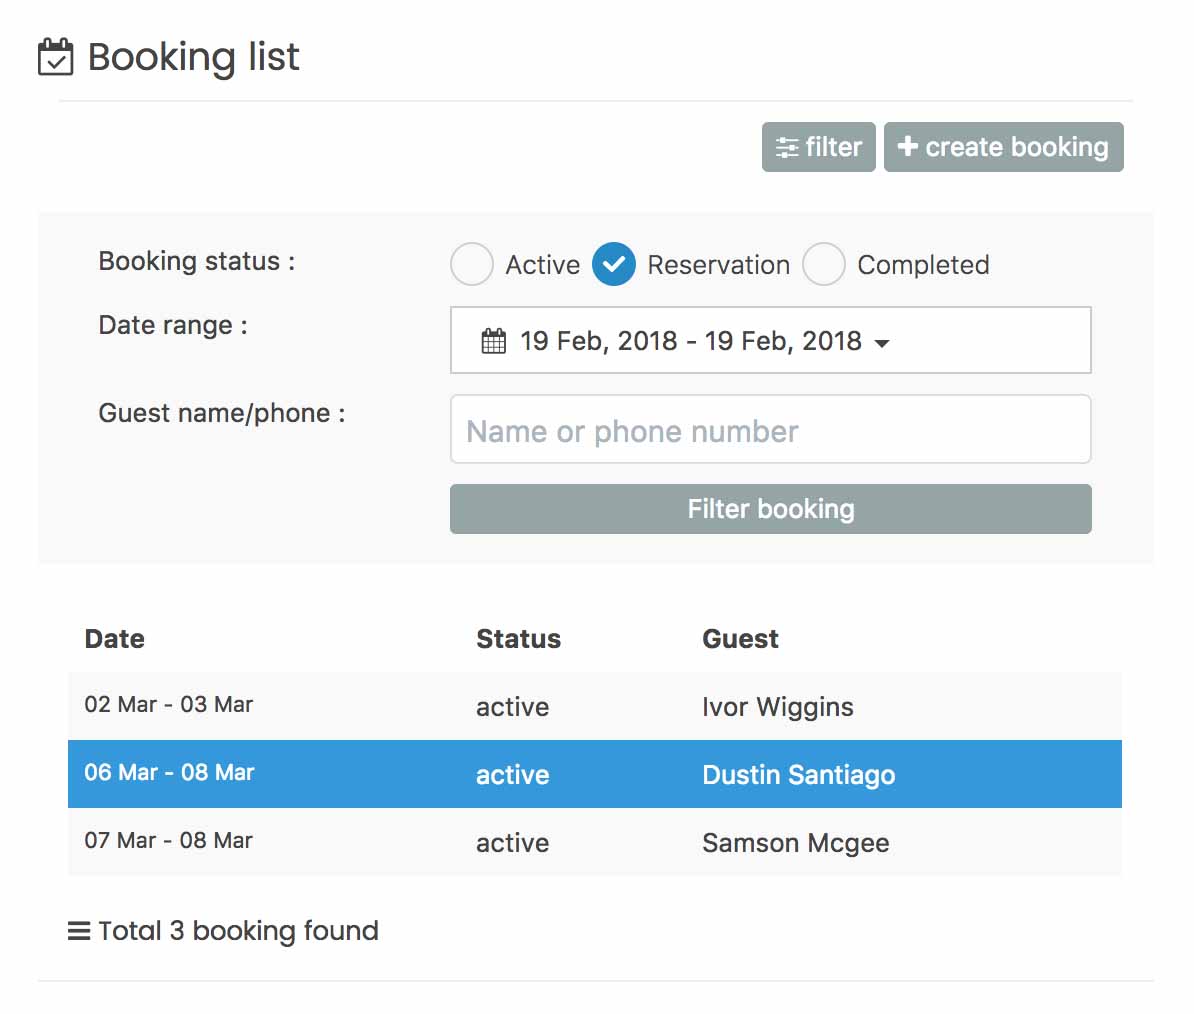 Booking list
filter
create booking
Booking status :
Active
Reservation
Completed
Date range :
19 Feb, 2018 - 19 Feb, 2018
Guest name/phone :
Name or phone number
Filter booking
Date Status Guest
02 Mar - 03 Mar active Ivor Wiggins
06 Mar - 08 Mar active Dustin Santiago
07 Mar - 08 Mar active Samson Mcgee
Total 3 booking found